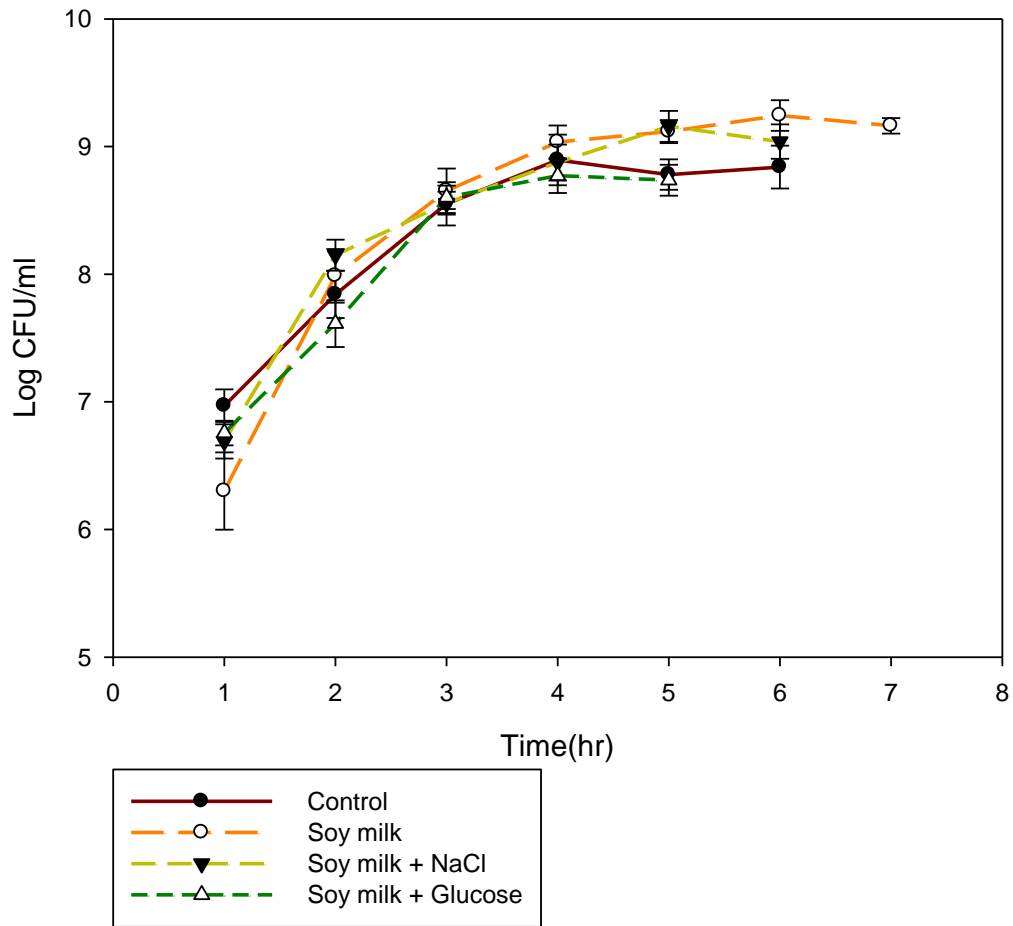 10
9
8
7
6
5
Log CFU/ml
0 1 2 3 4 5 6 7 8
Time(hr)
Control
Soy milk
Soy milk + NaCl
Soy milk + Glucose